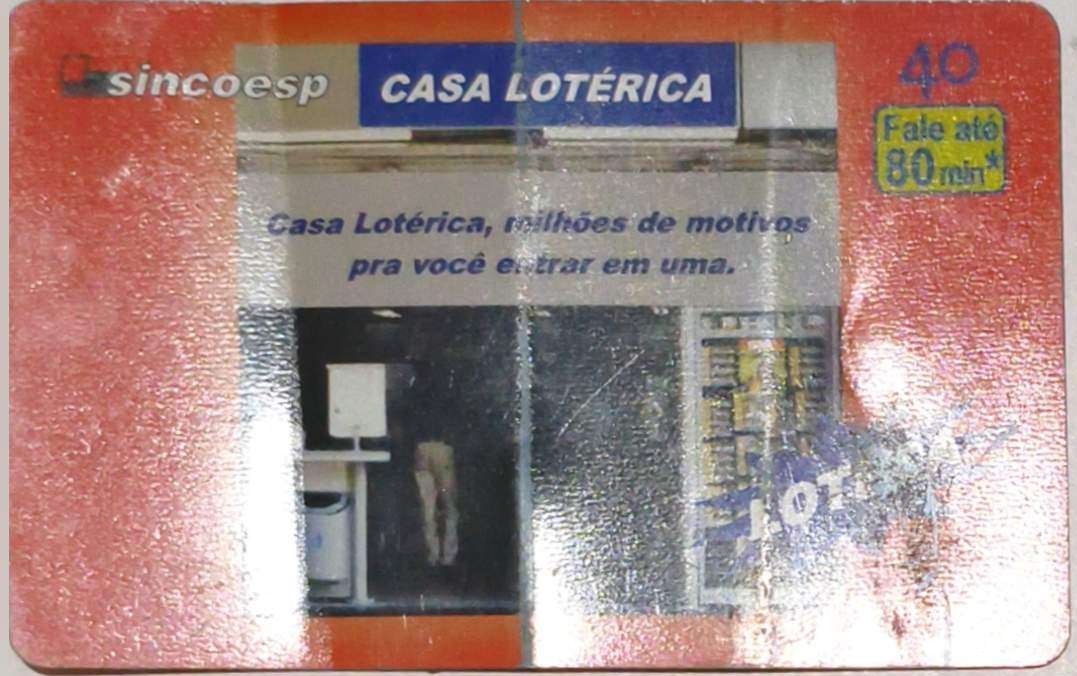 sincoesp
CASA LOTÉRICA
40
Fale até
80 min*
Casa Lotérica, milhões de motivos
pra você entrar em uma.